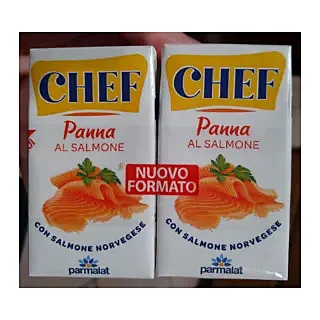 CHEF
Panna
AL SALMONE
CON SALMONE NORVEGESE
parmalat
NUOVO
FORMATO
CHEF
Panna
AL SALMONE
CON SALMONE NORVEGESE
parmalat